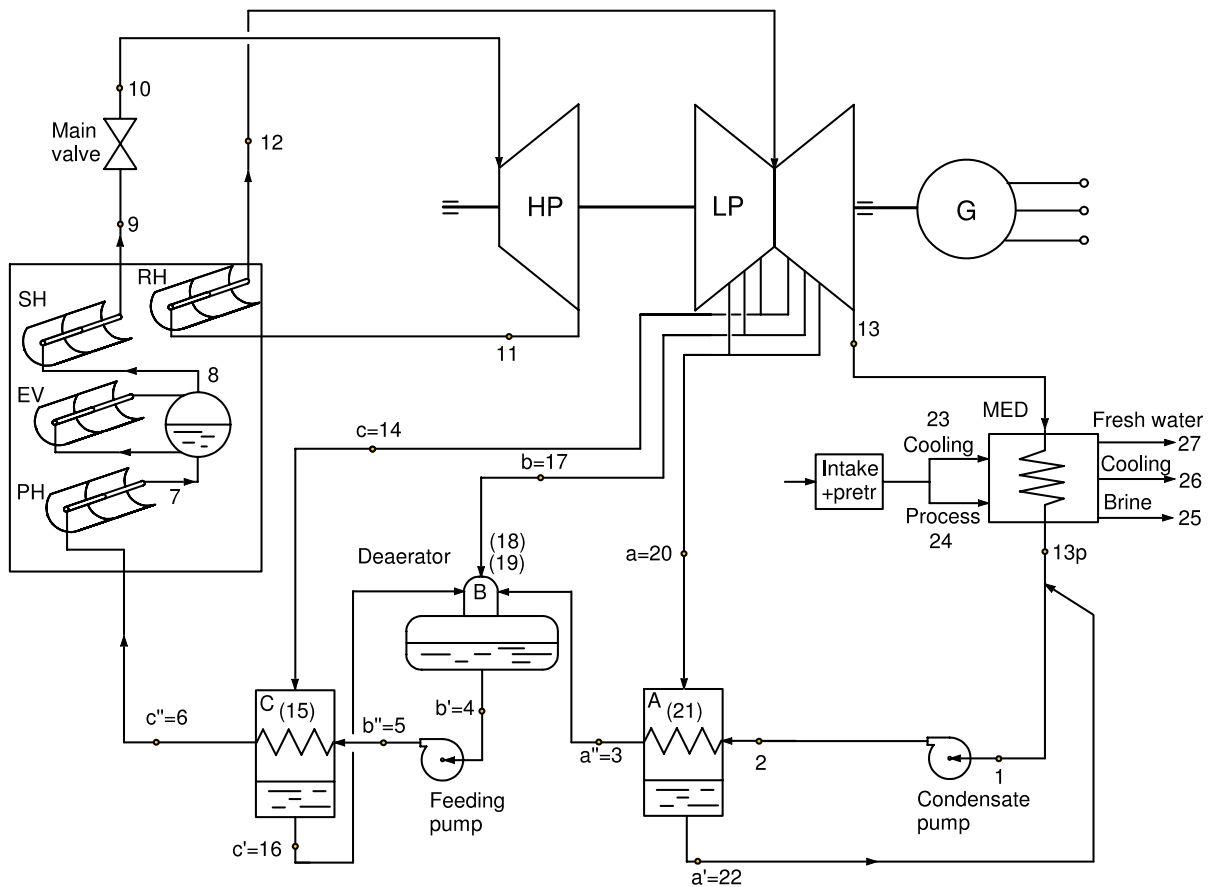 10
Main
valve
12
9
HP
LP
G
RH
SH
8
EV
PH
7
11
13
MED
23
Cooling
Fresh water
27
Cooling
26
Brine
25
Intake
+pretr
Process
24
13p
c=14
b=17
a=20
(18)
(19)
Deaerator
B
C
(15)
c''=6
b''=5
b'=4
Feeding
pump
c'=16
A
(21)
a''=3
2
1
Condensate
pump
a'=22